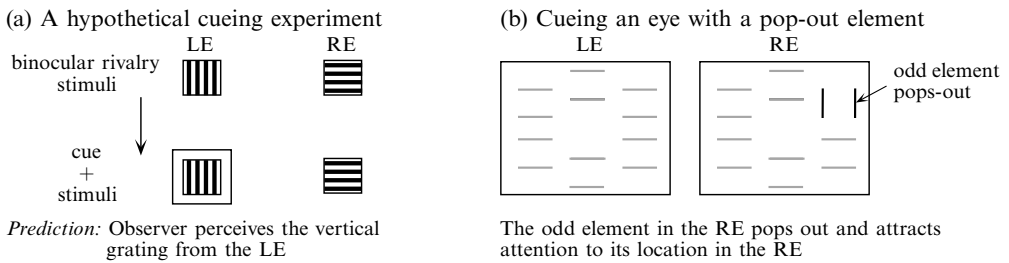 (a) A hypothetical cueing experiment
LE RE
binocular rivalry
stimuli
cue
+
stimuli
Prediction: Observer perceives the vertical
grating from the LE
(b) Cueing an eye with a pop-out element
LE RE
odd element
pops-out
The odd element in the RE pops out and attracts
attention to its location in the RE